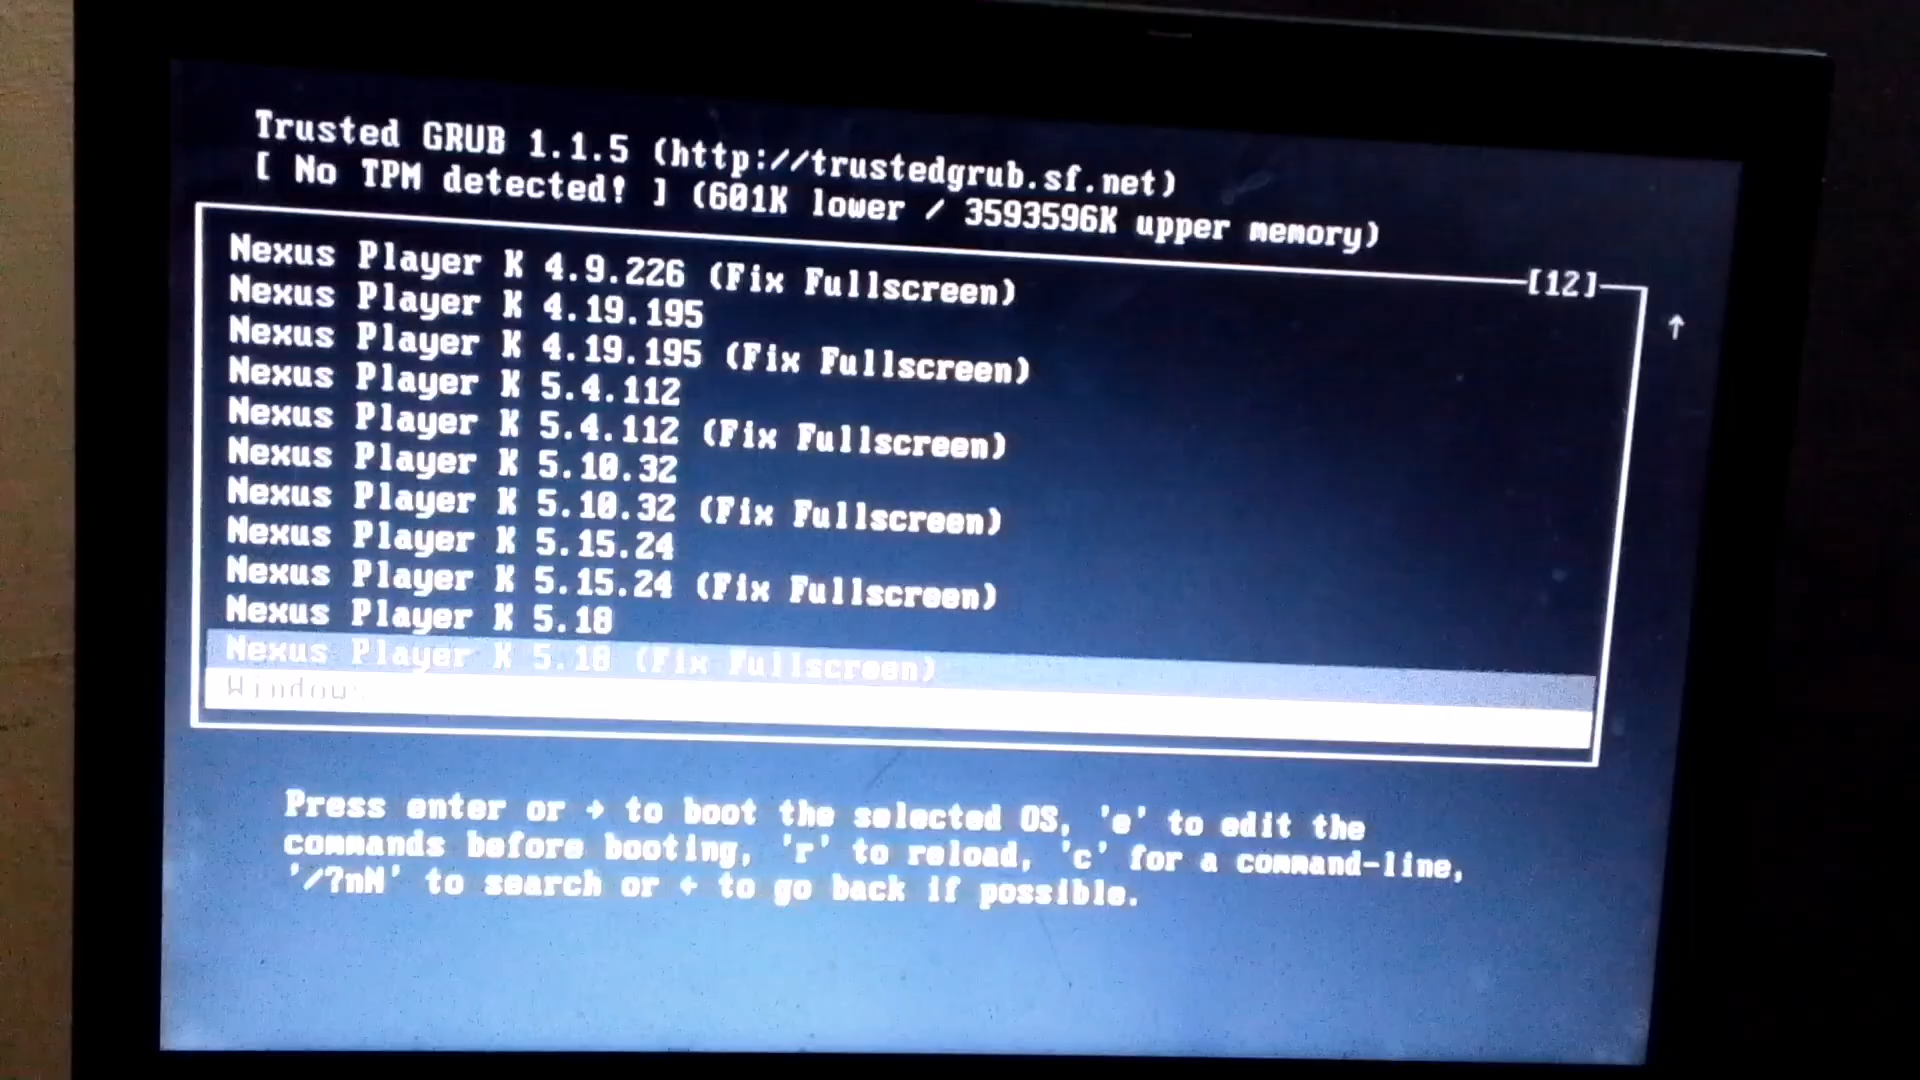 Trusted GRUB 1.1.5 (http://trustedgrub.sf.net)
[ No TPM detected! ] (601K lower / 3593596K upper memory)
[12]
↑
Nexus Player K 4.9.226 (Fix Fullscreen)
Nexus Player K 4.19.195
Nexus Player K 4.19.195 (Fix Fullscreen)
Nexus Player K 5.4.112
Nexus Player K 5.4.112 (Fix Fullscreen)
Nexus Player K 5.10.32
Nexus Player K 5.10.32 (Fix Fullscreen)
Nexus Player K 5.15.24
Nexus Player K 5.15.24 (Fix Fullscreen)
Nexus Player K 5.18
Nexus Player K 5.18 (Fix Fullscreen)
Windows
Press enter or → to boot the selected OS, 'e' to edit the
commands before booting, 'r' to reload, 'c' for a command-line,
'/?nN' to search or ← to go back if possible.